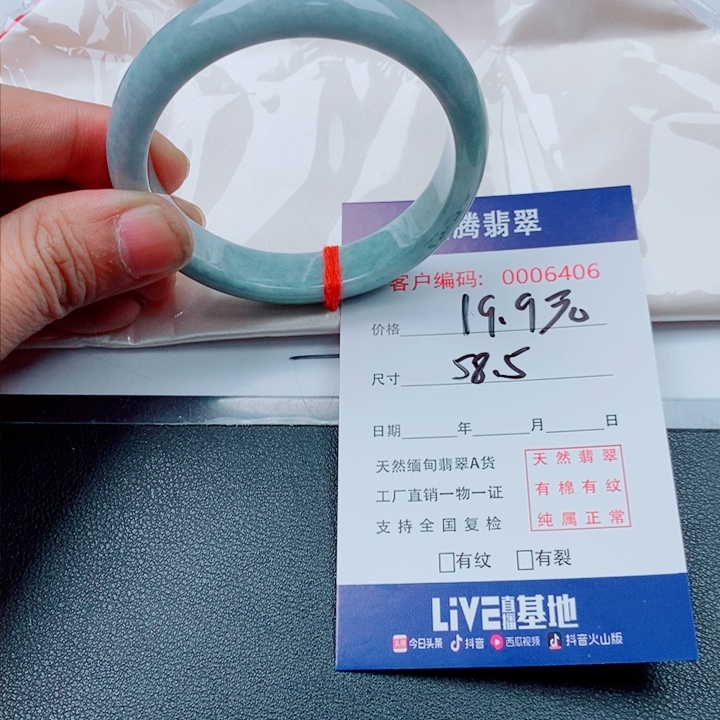 腾翡翠
客户编码: 0006406
价格 19.9元
尺寸 58.5
日期 年 月 日
天然缅甸翡翠A货
工厂直销一物一证
支持全国复检
天然翡翠
有棉有纹
纯属正常
有纹 有裂
LiVE直播基地
今日头条 抖音 西瓜视频 抖音火山版